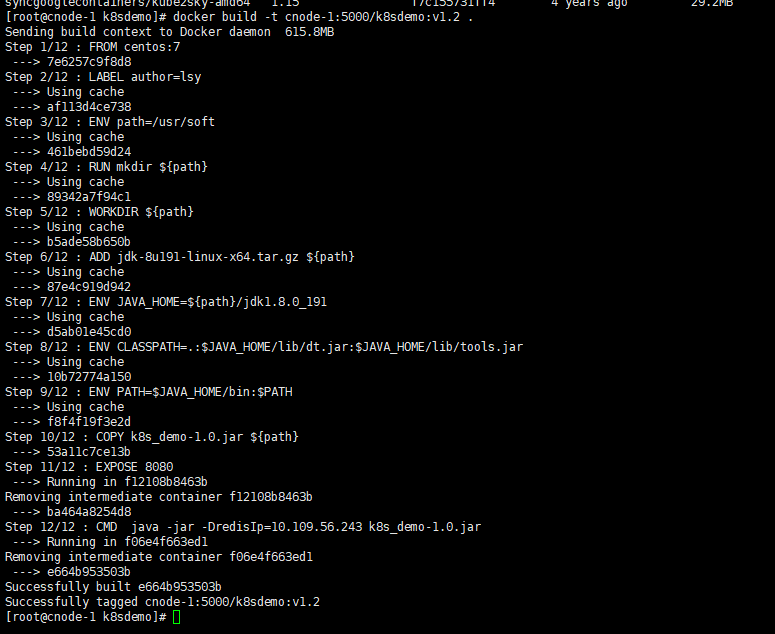 syncgooglecontainers/kube2sky-amd64   1.15                f7c155731ff4        4 years ago         29.2MB
[root@cnode-1 k8sdemo]# docker build -t cnode-1:5000/k8sdemo:v1.2 .
Sending build context to Docker daemon  615.8MB
Step 1/12 : FROM centos:7
 ---> 7e6257c9f8d8
Step 2/12 : LABEL author=lsy
 ---> Using cache
 ---> af113d4ce738
Step 3/12 : ENV path=/usr/soft
 ---> Using cache
 ---> 461bebd59d24
Step 4/12 : RUN mkdir ${path}
 ---> Using cache
 ---> 89342a7f94c1
Step 5/12 : WORKDIR ${path}
 ---> Using cache
 ---> b5ade58b650b
Step 6/12 : ADD jdk-8u191-linux-x64.tar.gz ${path}
 ---> Using cache
 ---> 87e4c919d942
Step 7/12 : ENV JAVA_HOME=${path}/jdk1.8.0_191
 ---> Using cache
 ---> d5ab01e45cd0
Step 8/12 : ENV CLASSPATH=.:$JAVA_HOME/lib/dt.jar:$JAVA_HOME/lib/tools.jar
 ---> Using cache
 ---> 10b72774a150
Step 9/12 : ENV PATH=$JAVA_HOME/bin:$PATH
 ---> Using cache
 ---> f8f4f19f3e2d
Step 10/12 : COPY k8s_demo-1.0.jar ${path}
 ---> 53a11c7ce13b
Step 11/12 : EXPOSE 8080
 ---> Running in f12108b8463b
Removing intermediate container f12108b8463b
 ---> ba464a8254d8
Step 12/12 : CMD  java -jar -DredisIp=10.109.56.243 k8s_demo-1.0.jar
 ---> Running in f06e4f663ed1
Removing intermediate container f06e4f663ed1
 ---> e664b953503b
Successfully built e664b953503b
Successfully tagged cnode-1:5000/k8sdemo:v1.2
[root@cnode-1 k8sdemo]#